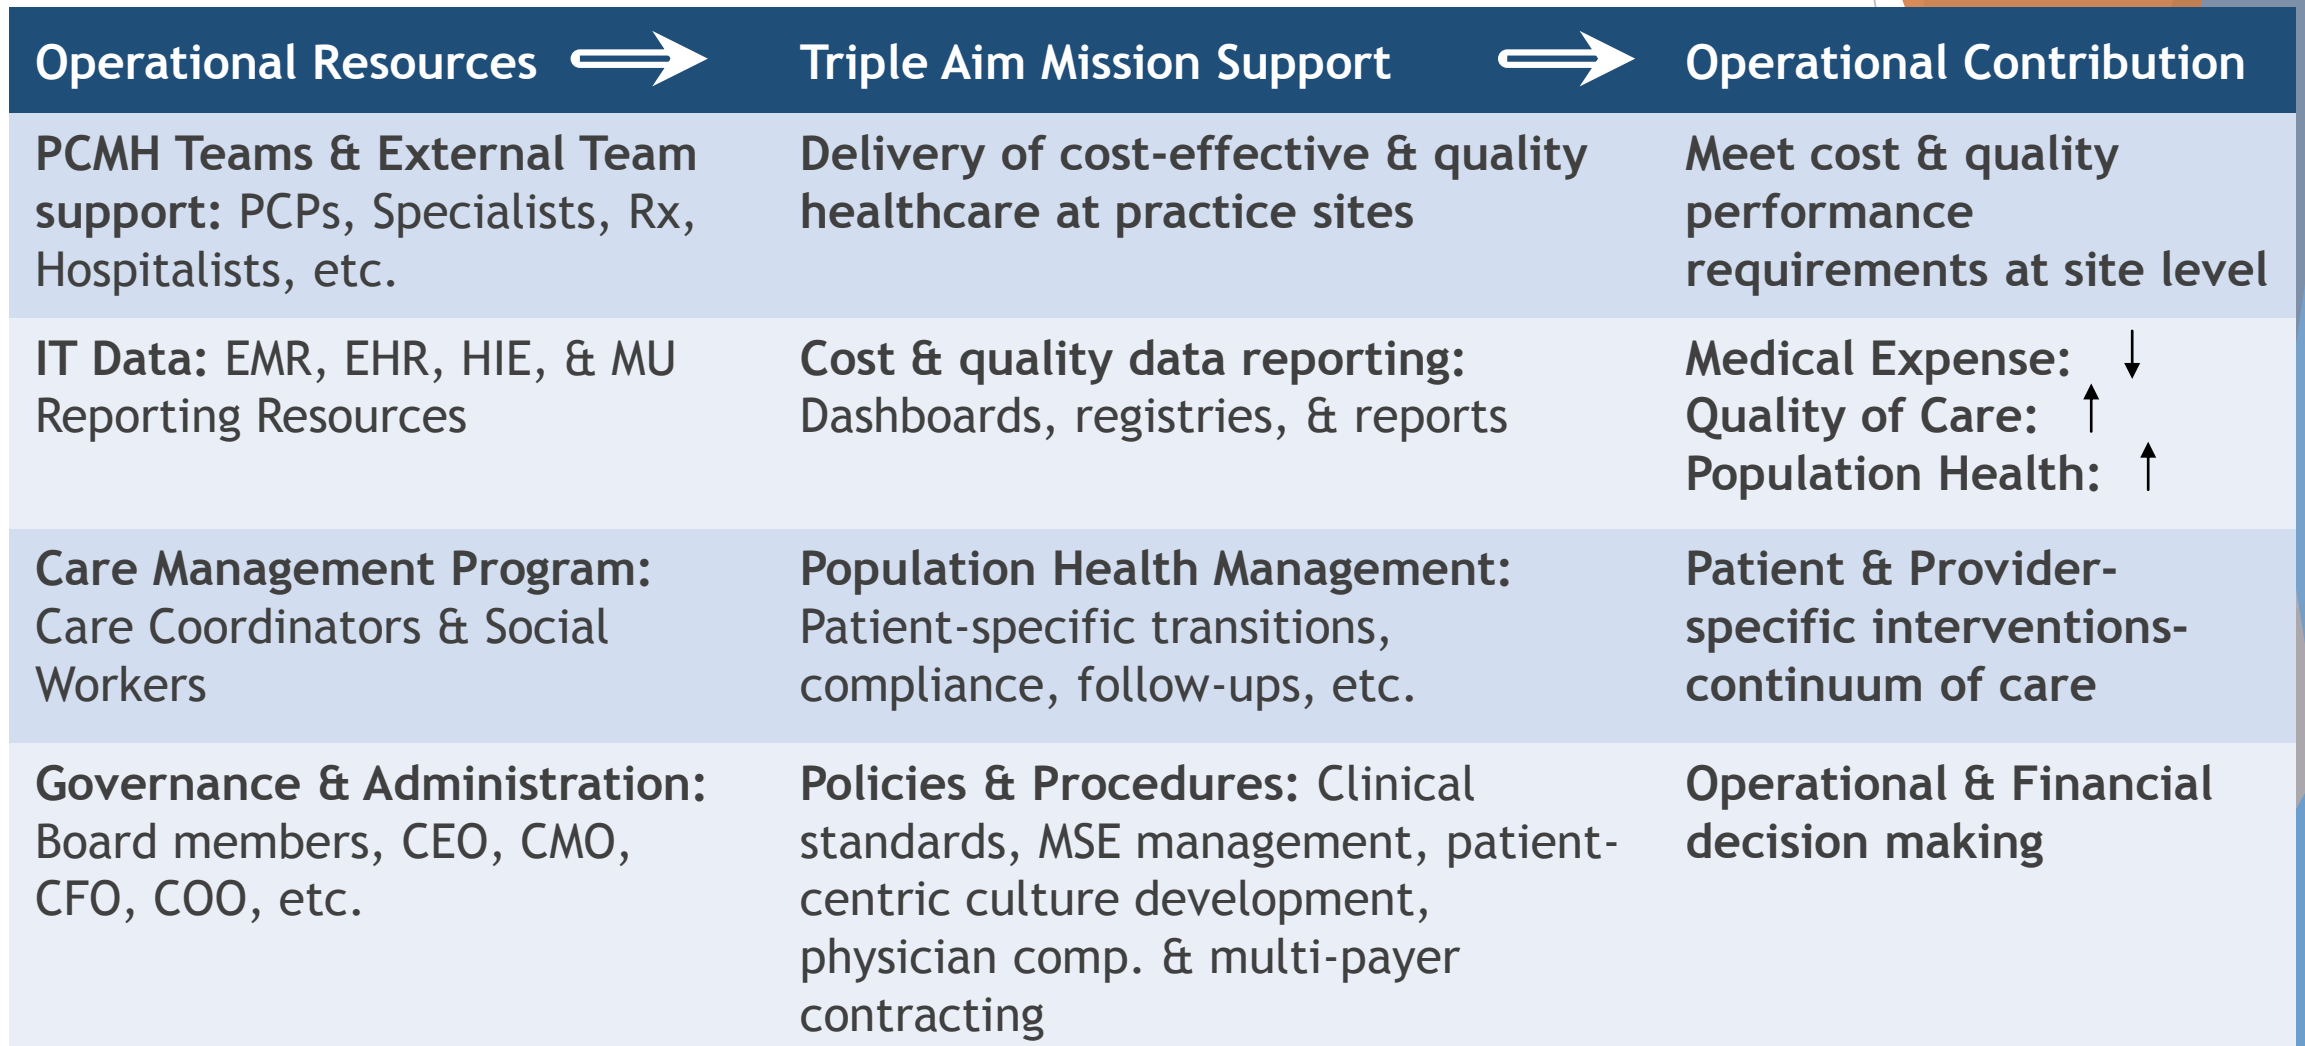 Operational Resources
Triple Aim Mission Support
Operational Contribution
PCMH Teams & External Team
support: PCPs, Specialists, Rx,
Hospitalists, etc.
Delivery of cost-effective & quality
healthcare at practice sites
Meet cost & quality
performance
requirements at site level
IT Data: EMR, EHR, HIE, & MU
Reporting Resources
Cost & quality data reporting:
Dashboards, registries, & reports
Medical Expense: ↓
Quality of Care: ↑
Population Health: ↑
Care Management Program:
Care Coordinators & Social
Workers
Population Health Management:
Patient-specific transitions,
compliance, follow-ups, etc.
Patient & Provider-
specific interventions-
continuum of care
Governance & Administration:
Board members, CEO, CMO,
CFO, COO, etc.
Policies & Procedures: Clinical
standards, MSE management, patient-
centric culture development,
physician comp. & multi-payer
contracting
Operational & Financial
decision making